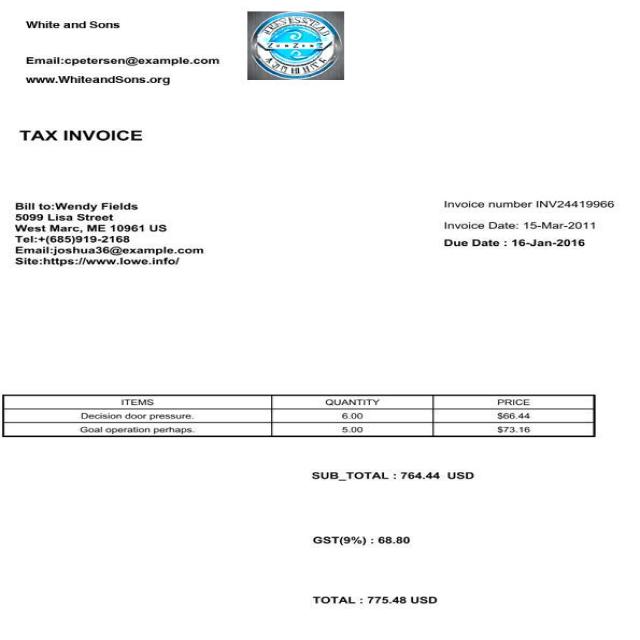 White and Sons
Email:cpetersen@example.com
www.WhiteandSons.org
TAX INVOICE
Bill to:Wendy Fields
5099 Lisa Street
West Marc, ME 10961 US
Tel:+(685)919-2168
Email:joshua36@example.com
Site:https://www.lowe.info/
Invoice number INV24419966
Invoice Date: 15-Mar-2011
Due Date : 16-Jan-2016
ITEMS QUANTITY PRICE
Decision door pressure. 6.00 $66.44
Goal operation perhaps. 5.00 $73.16
SUB_TOTAL : 764.44 USD
GST(9%) : 68.80
TOTAL : 775.48 USD